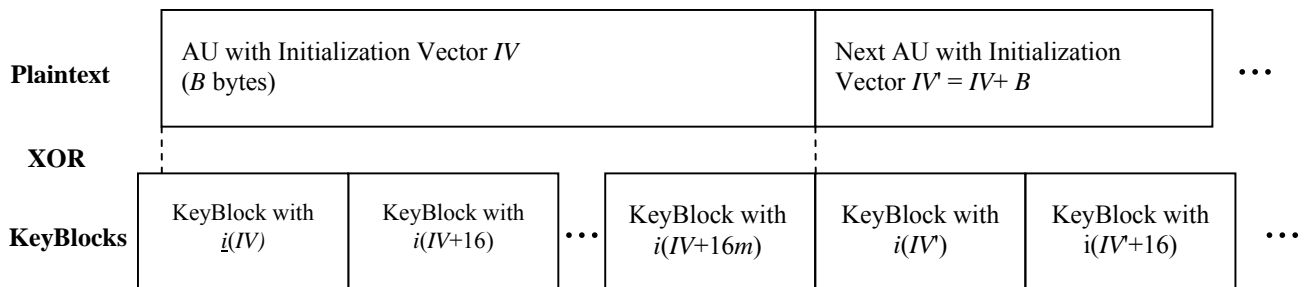 AU with Initialization Vector IV
(B bytes)
Next AU with Initialization
Vector IV' = IV+ B
Plaintext
...
XOR
KeyBlocks
KeyBlock with
i(IV)
KeyBlock with
i(IV+16)
...
KeyBlock with
i(IV+16m)
KeyBlock with
i(IV')
KeyBlock with
i(IV'+16)
...